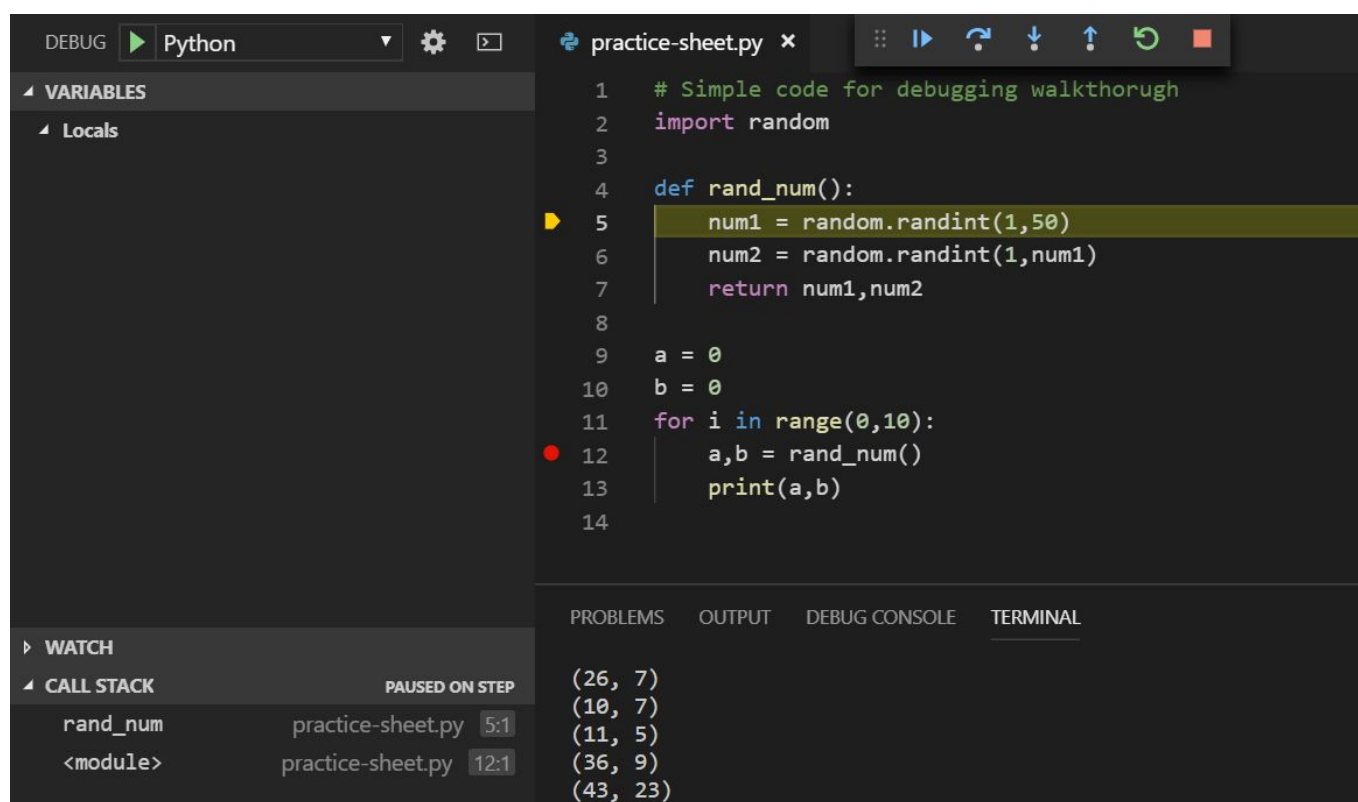 DEBUG Python
VARIABLES
Locals
WATCH
CALL STACK PAUSED ON STEP
rand_num practice-sheet.py 5:1
<module> practice-sheet.py 12:1
practice-sheet.py ×
1 # Simple code for debugging walkthorugh
2 import random
3
4 def rand_num():
5     num1 = random.randint(1,50)
6     num2 = random.randint(1,num1)
7     return num1,num2
8
9 a = 0
10 b = 0
11 for i in range(0,10):
12     a,b = rand_num()
13     print(a,b)
14
PROBLEMS OUTPUT DEBUG CONSOLE TERMINAL
(26, 7)
(10, 7)
(11, 5)
(36, 9)
(43, 23)